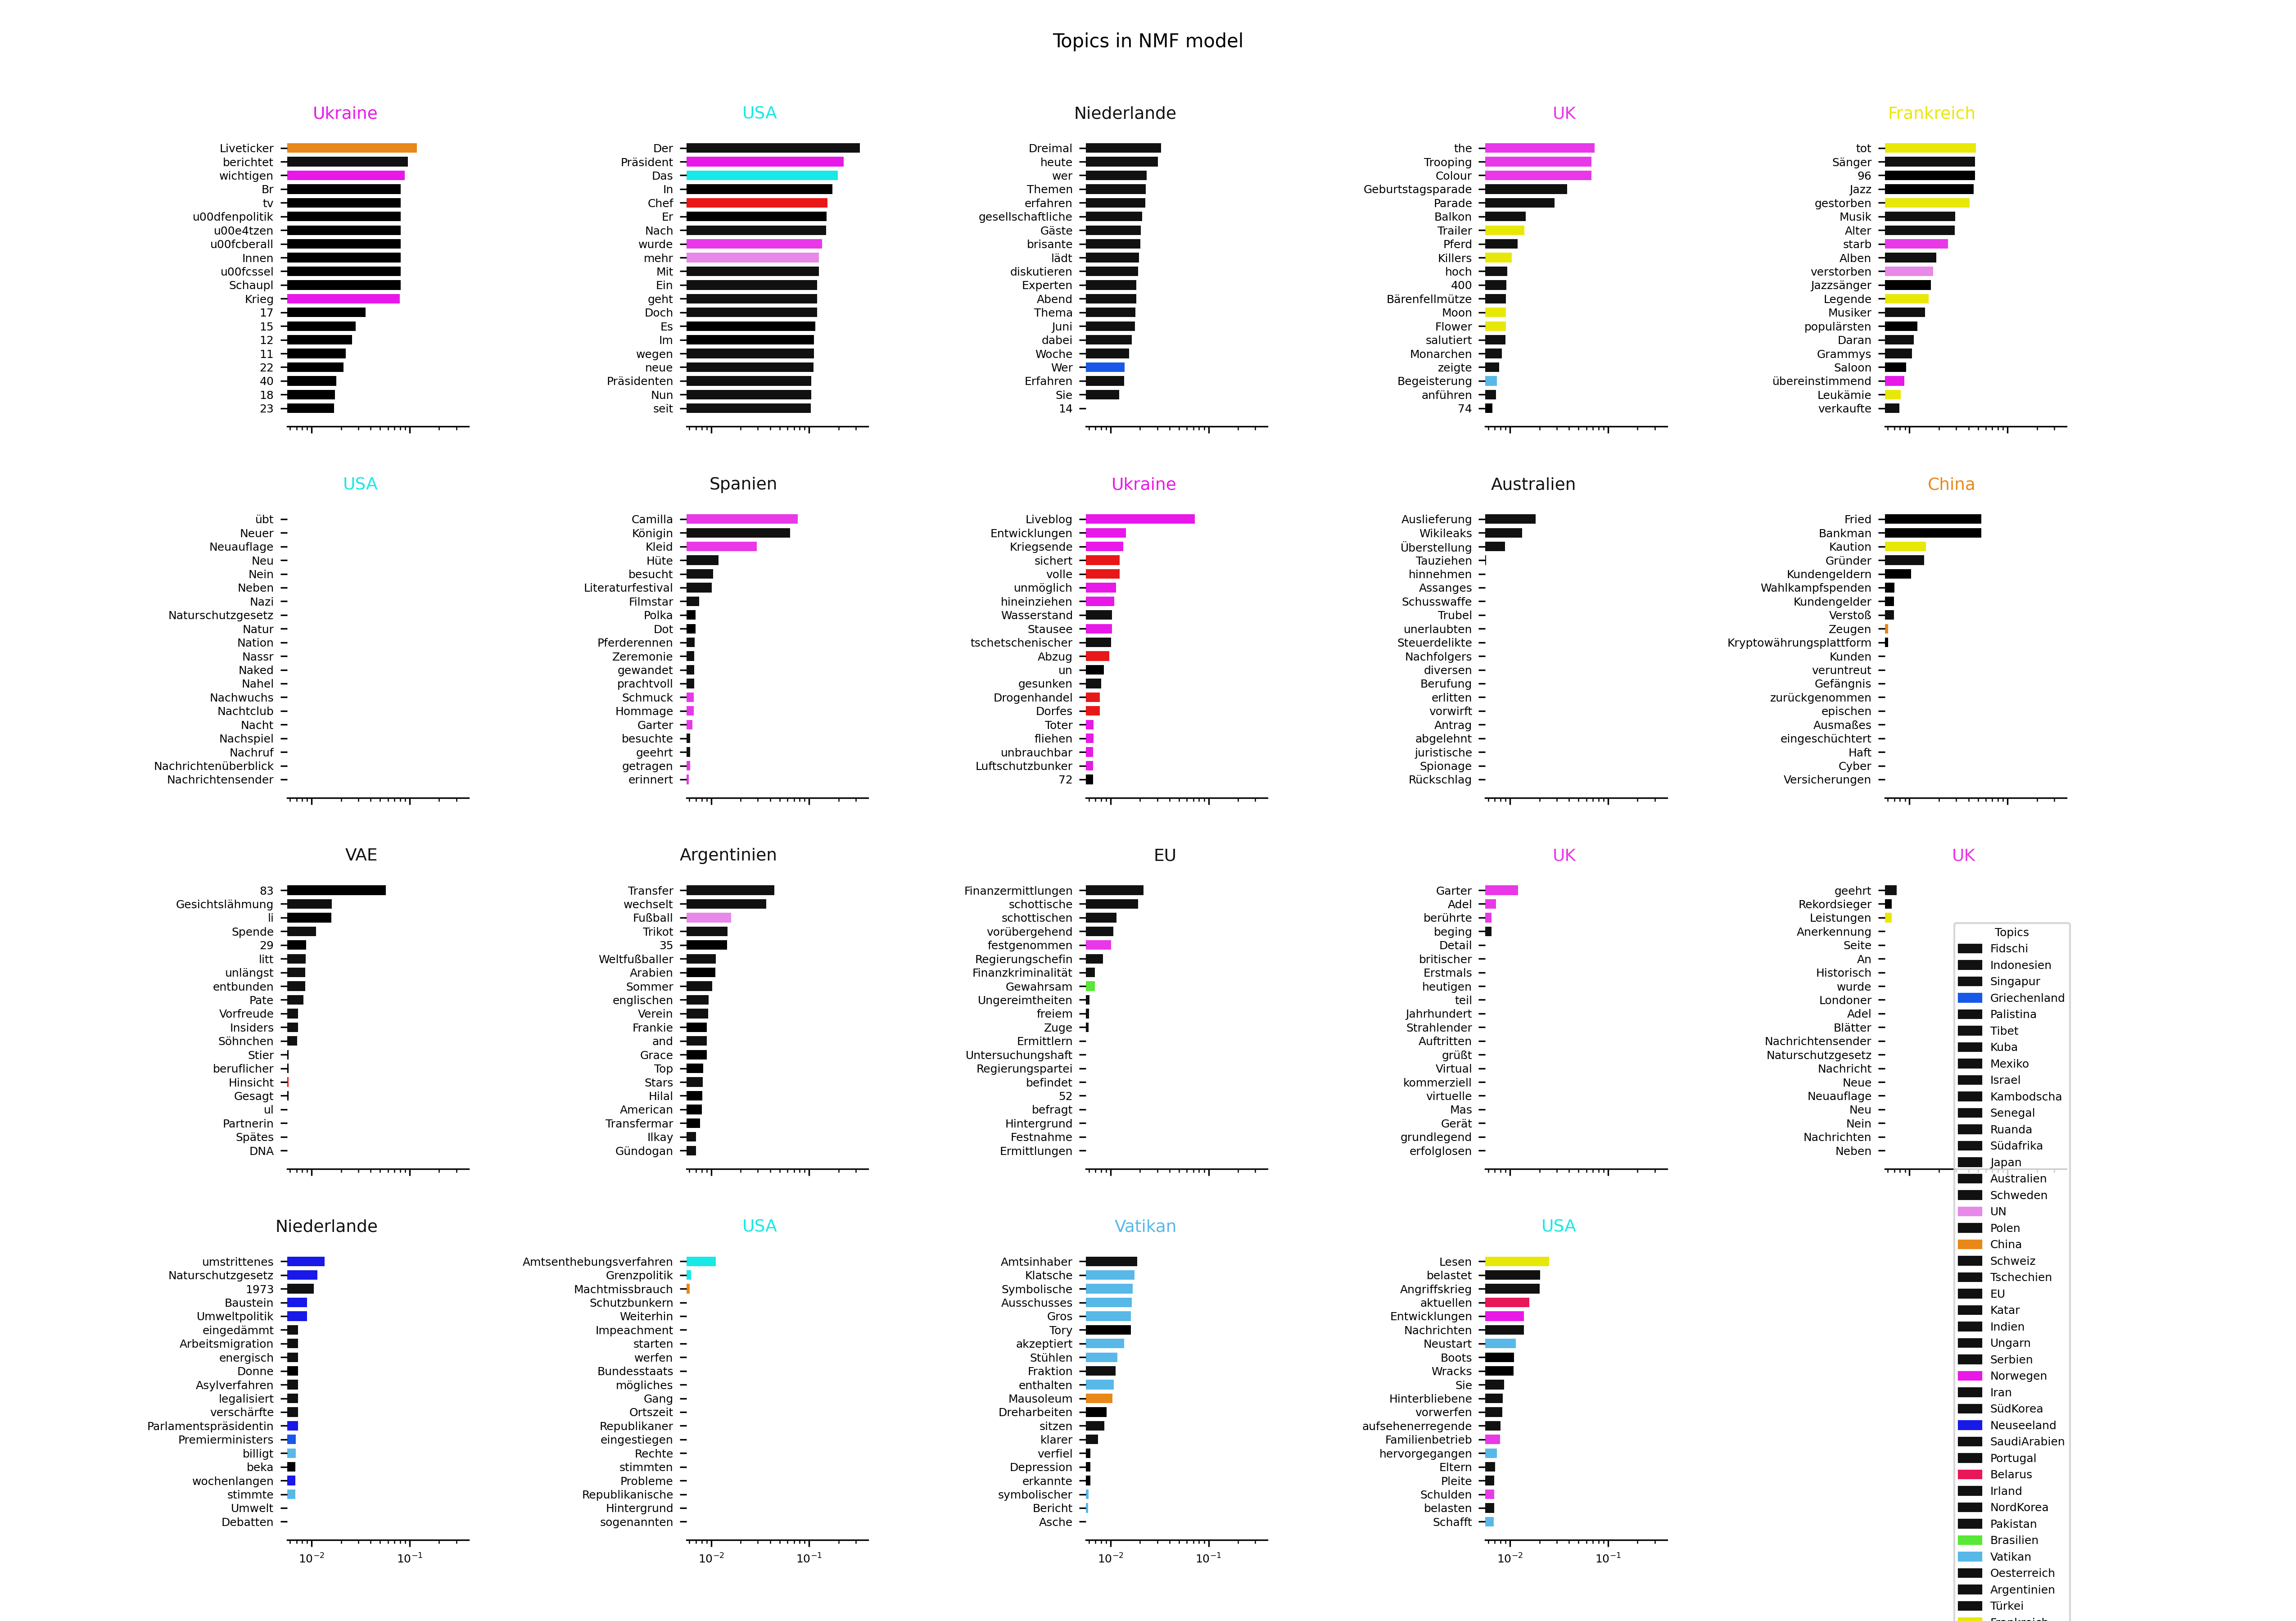 Topics in NMF model
Ukraine
Liveticker
berichtet
wichtigen
Br
tv
u00dfenpolitik
u00e4tzen
u00fcberall
Innen
u00fcssel
Schaupl
Krieg
17
15
12
11
22
40
18
23
USA
Der
Präsident
Das
In
Chef
Er
Nach
wurde
mehr
Mit
Ein
geht
Doch
Es
Im
wegen
neue
Präsidenten
Nun
seit
Niederlande
Dreimal
heute
wer
Themen
erfahren
gesellschaftliche
Gäste
brisante
lädt
diskutieren
Experten
Abend
Thema
Juni
dabei
Woche
Wer
Erfahren
Sie
14
UK
the
Trooping
Colour
Geburtstagsparade
Parade
Balkon
Trailer
Pferd
Killers
hoch
400
Bärenfellmütze
Moon
Flower
salutiert
Monarchen
zeigte
Begeisterung
anführen
74
Frankreich
tot
Sänger
96
Jazz
gestorben
Musik
Alter
starb
Alben
verstorben
Jazzsänger
Legende
Musiker
populärsten
Daran
Grammys
Saloon
übereinstimmend
Leukämie
verkaufte
USA
übt
Neuer
Neuauflage
Neu
Nein
Neben
Nazi
Naturschutzgesetz
Natur
Nation
Nassr
Naked
Nahel
Nachwuchs
Nachtclub
Nacht
Nachspiel
Nachruf
Nachrichtenüberblick
Nachrichtensender
Spanien
Camilla
Königin
Kleid
Hüte
besucht
Literaturfestival
Filmstar
Polka
Dot
Pferderennen
Zeremonie
gewandet
prachtvoll
Schmuck
Hommage
Garter
besuchte
geehrt
getragen
erinnert
Ukraine
Liveblog
Entwicklungen
Kriegsende
sichert
volle
unmöglich
hineinziehen
Wasserstand
Stausee
tschetschenischer
Abzug
un
gesunken
Drogenhandel
Dorfes
Toter
fliehen
unbrauchbar
Luftschutzbunker
72
Australien
Auslieferung
Wikileaks
Überstellung
Tauziehen
hinnehmen
Assanges
Schusswaffe
Trubel
unerlaubten
Steuerdelikte
Nachfolgers
diversen
Berufung
erlitten
vorwirft
Antrag
abgelehnt
juristische
Spionage
Rückschlag
China
Fried
Bankman
Kaution
Gründer
Kundengeldern
Wahlkampfspenden
Kundengelder
Verstoß
Zeugen
Kryptowährungsplattform
Kunden
veruntreut
Gefängnis
zurückgenommen
epischen
Ausmaßes
eingeschüchtert
Haft
Cyber
Versicherungen
VAE
83
Gesichtslähmung
li
Spende
29
litt
unlängst
entbunden
Pate
Vorfreude
Insiders
Söhnchen
Stier
beruflicher
Hinsicht
Gesagt
ul
Partnerin
Spätes
DNA
Argentinien
Transfer
wechselt
Fußball
Trikot
35
Weltfußballer
Arabien
Sommer
englischen
Verein
Frankie
and
Grace
Top
Stars
Hilal
American
Transfermar
Ilkay
Gündogan
EU
Finanzermittlungen
schottische
schottischen
vorübergehend
festgenommen
Regierungschefin
Finanzkriminalität
Gewahrsam
Ungereimtheiten
freiem
Zuge
Ermittlern
Untersuchungshaft
Regierungspartei
befindet
52
befragt
Hintergrund
Festnahme
Ermittlungen
UK
Garter
Adel
berührte
beging
Detail
britischer
Erstmals
heutigen
teil
Jahrhundert
Strahlender
Auftritten
grüßt
Virtual
kommerziell
virtuelle
Mas
Gerät
grundlegend
erfolglosen
UK
geehrt
Rekordsieger
Leistungen
Anerkennung
Seite
An
Historisch
wurde
Londoner
Adel
Blätter
Nachrichtensender
Naturschutzgesetz
Nachricht
Neue
Neuauflage
Neu
Nein
Nachrichten
Neben
Niederlande
umstrittenes
Naturschutzgesetz
1973
Baustein
Umweltpolitik
eingedämmt
Arbeitsmigration
energisch
Donne
Asylverfahren
legalisiert
verschärfte
Parlamentspräsidentin
Premierministers
billigt
beka
wochenlangen
stimmte
Umwelt
Debatten
10⁻² 10⁻¹
USA
Amtsenthebungsverfahren
Grenzpolitik
Machtmissbrauch
Schutzbunkern
Weiterhin
Impeachment
starten
werfen
Bundesstaats
mögliches
Gang
Ortszeit
Republikaner
eingestiegen
Rechte
stimmten
Probleme
Republikanische
Hintergrund
sogenannten
10⁻² 10⁻¹
Vatikan
Amtsinhaber
Klatsche
Symbolische
Ausschusses
Gros
Tory
akzeptiert
Stühlen
Fraktion
enthalten
Mausoleum
Dreharbeiten
sitzen
klarer
verfiel
Depression
erkannte
symbolischer
Bericht
Asche
10⁻² 10⁻¹
USA
Lesen
belastet
Angriffskrieg
aktuellen
Entwicklungen
Nachrichten
Neustart
Boots
Wracks
Sie
Hinterbliebene
vorwerfen
aufsehenerregende
Familienbetrieb
hervorgegangen
Eltern
Pleite
Schulden
belasten
Schafft
10⁻² 10⁻¹
Topics
Fidschi
Indonesien
Singapur
Griechenland
Palistina
Tibet
Kuba
Mexiko
Israel
Kambodscha
Senegal
Ruanda
Südafrika
Japan
Australien
Schweden
UN
Polen
China
Schweiz
Tschechien
EU
Katar
Indien
Ungarn
Serbien
Norwegen
Iran
SüdKorea
Neuseeland
SaudiArabien
Portugal
Belarus
Irland
NordKorea
Pakistan
Brasilien
Vatikan
Oesterreich
Argentinien
Türkei